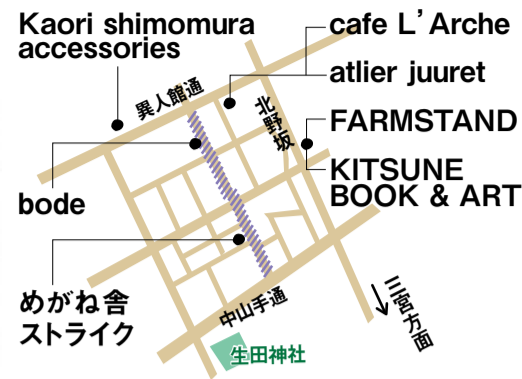 Kaori shimomura
accessories
cafe L'Arche
atlier juuret
異人館通
北野坂
FARMSTAND
KITSUNE
BOOK & ART
bode
めがね舎
ストライク
中山手通
三宮方面
生田神社